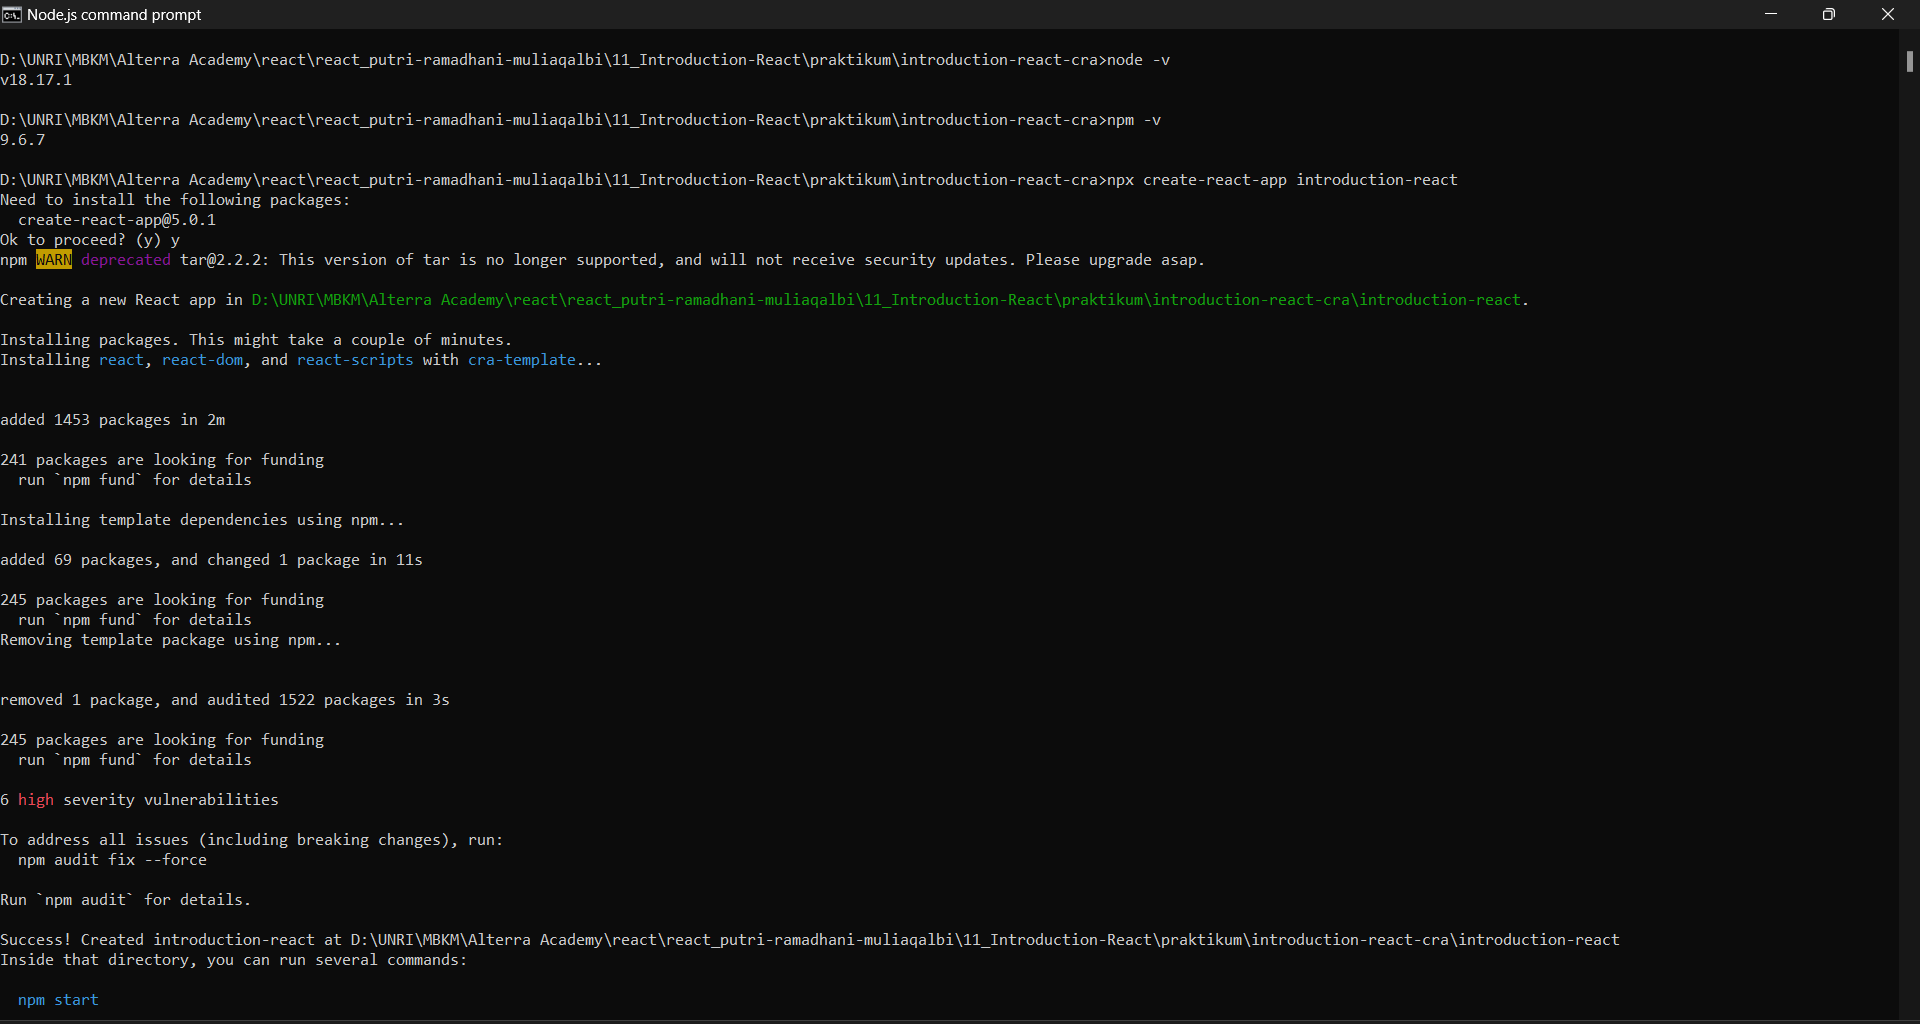 Node.js command prompt
D:\UNRI\MBKM\Alterra Academy\react\react_putri-ramadhani-muliaqalbi\11_Introduction-React\praktikum\introduction-react-cra>node -v
v18.17.1
D:\UNRI\MBKM\Alterra Academy\react\react_putri-ramadhani-muliaqalbi\11_Introduction-React\praktikum\introduction-react-cra>npm -v
9.6.7
D:\UNRI\MBKM\Alterra Academy\react\react_putri-ramadhani-muliaqalbi\11_Introduction-React\praktikum\introduction-react-cra>npx create-react-app introduction-react
Need to install the following packages:
  create-react-app@5.0.1
Ok to proceed? (y) y
npm WARN deprecated tar@2.2.2: This version of tar is no longer supported, and will not receive security updates. Please upgrade asap.
Creating a new React app in D:\UNRI\MBKM\Alterra Academy\react\react_putri-ramadhani-muliaqalbi\11_Introduction-React\praktikum\introduction-react-cra\introduction-react.
Installing packages. This might take a couple of minutes.
Installing react, react-dom, and react-scripts with cra-template...
added 1453 packages in 2m
241 packages are looking for funding
  run `npm fund` for details
Installing template dependencies using npm...
added 69 packages, and changed 1 package in 11s
245 packages are looking for funding
  run `npm fund` for details
Removing template package using npm...
removed 1 package, and audited 1522 packages in 3s
245 packages are looking for funding
  run `npm fund` for details
6 high severity vulnerabilities
To address all issues (including breaking changes), run:
  npm audit fix --force
Run `npm audit` for details.
Success! Created introduction-react at D:\UNRI\MBKM\Alterra Academy\react\react_putri-ramadhani-muliaqalbi\11_Introduction-React\praktikum\introduction-react-cra\introduction-react
Inside that directory, you can run several commands:
  npm start